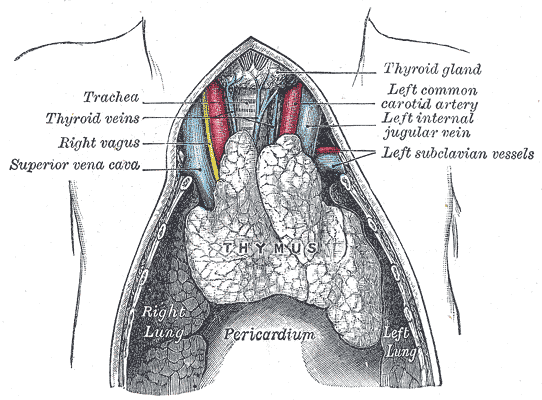 Trachea
Thyroid veins
Right vagus
Superior vena cava
Thyroid gland
Left common
carotid artery
Left internal
jugular vein
Left subclavian vessels
THYMUS
Right
Lung
Pericardium
Left
Lung